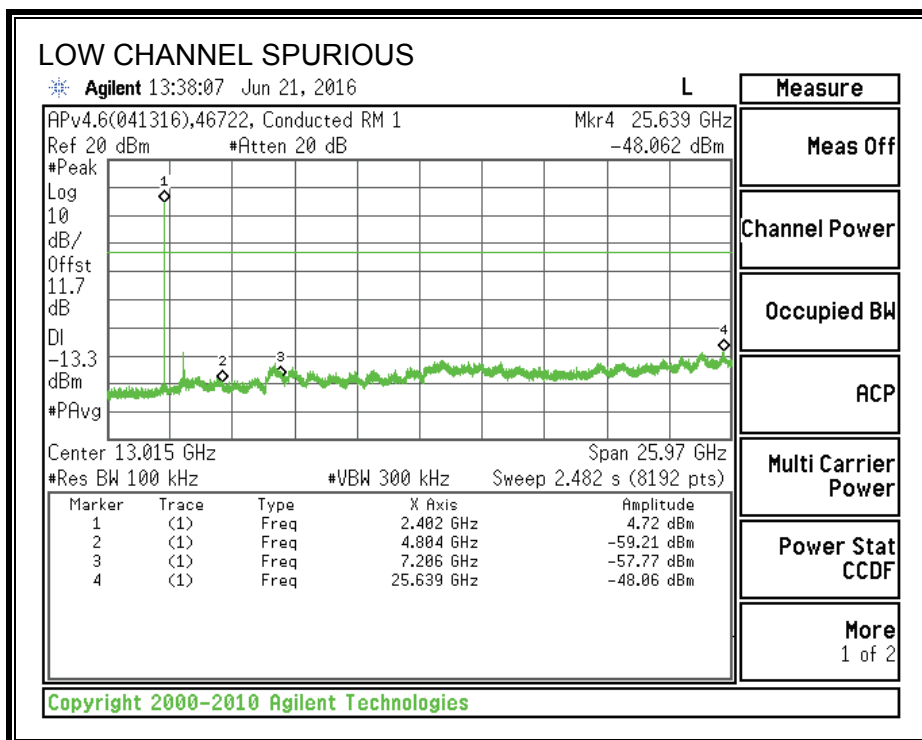 LOW CHANNEL SPURIOUS
Agilent 13:38:07 Jun 21, 2016 L
APv4.6(041316),46722, Conducted RM 1 Mkr4 25.639 GHz
Ref 20 dBm #Atten 20 dB -48.062 dBm
#Peak
Log
10
dB/
Offst
11.7
dB
DI
-13.3
dBm
#PAvg
1
2
3
4
Center 13.015 GHz Span 25.97 GHz
#Res BW 100 kHz #VBW 300 kHz Sweep 2.482 s (8192 pts)
Marker Trace Type X Axis Amplitude
1 (1) Freq 2.402 GHz 4.72 dBm
2 (1) Freq 4.804 GHz -59.21 dBm
3 (1) Freq 7.206 GHz -57.77 dBm
4 (1) Freq 25.639 GHz -48.06 dBm
Measure
Meas Off
Channel Power
Occupied BW
ACP
Multi Carrier
Power
Power Stat
CCDF
More
1 of 2
Copyright 2000-2010 Agilent Technologies